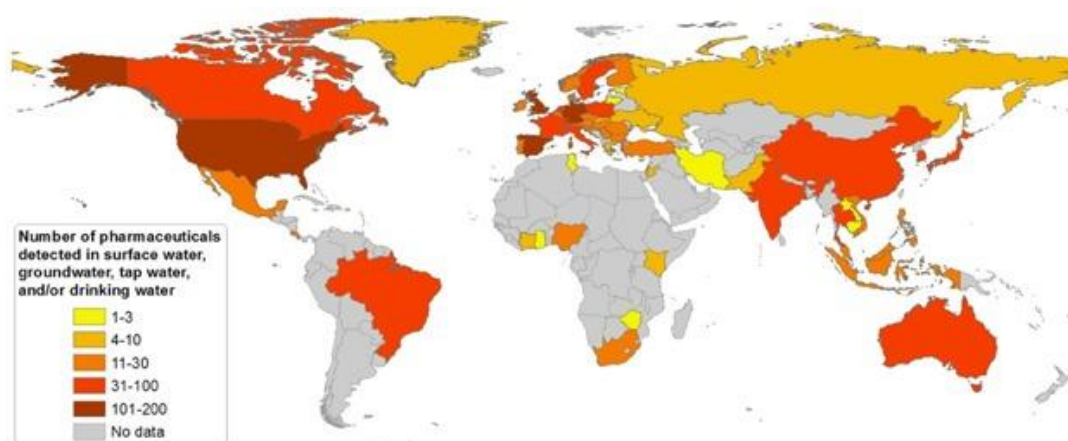 Number of pharmaceuticals
detected in surface water,
groundwater, tap water,
and/or drinking water
1-3
4-10
11-30
31-100
101-200
No data